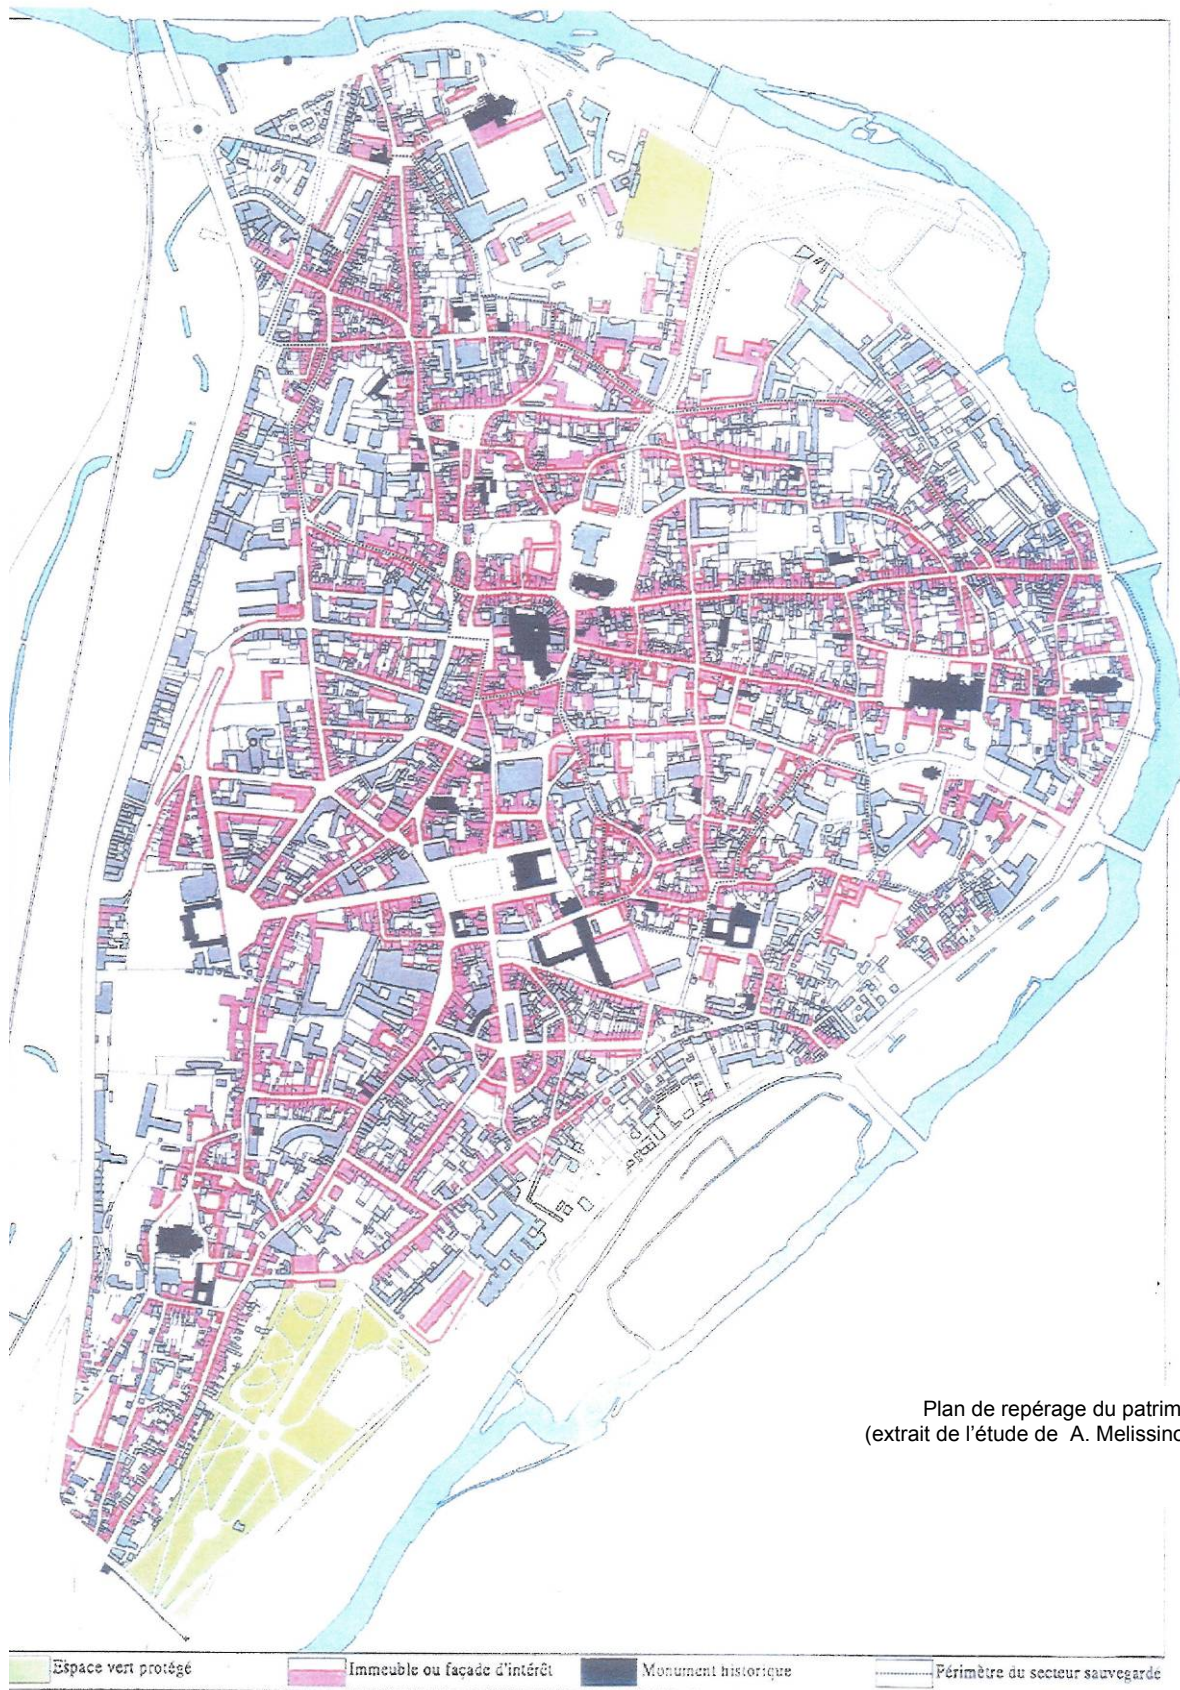 Plan de repérage du patrim
(extrait de l'étude de A. Melissinc
Espace vert protégé
Immeuble ou façade d'intérêt
Monument historique
Périmètre du secteur sauvegardé